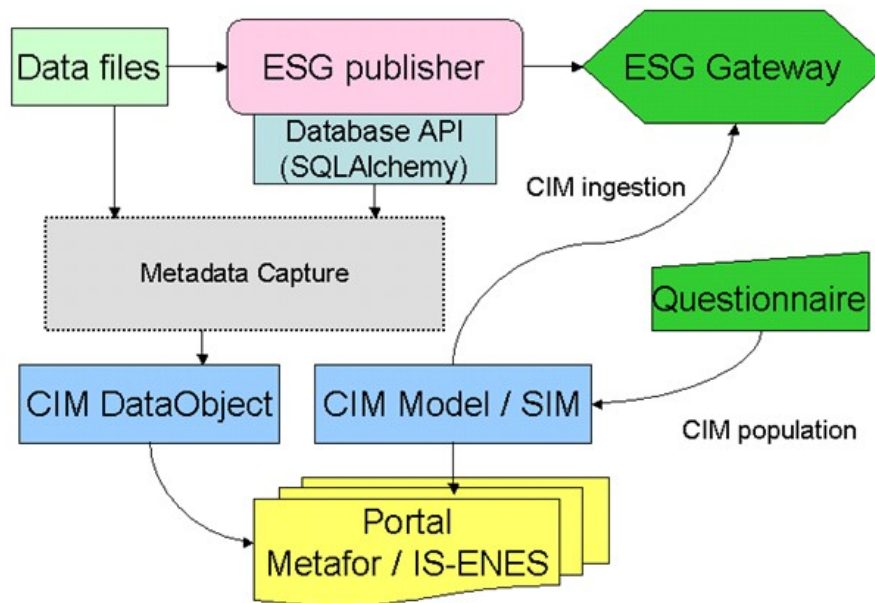 Data files
ESG publisher
ESG Gateway
Database API
(SQLAlchemy)
CIM ingestion
Metadata Capture
Questionnaire
CIM DataObject
CIM Model / SIM
CIM population
Portal
Metafor / IS-ENES